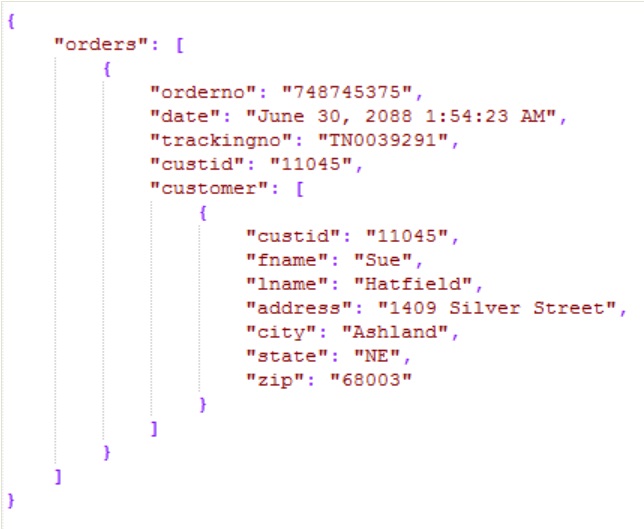 {
"orders": [
{
"orderno": "748745375",
"date": "June 30, 2088 1:54:23 AM",
"trackingno": "TN0039291",
"custid": "11045",
"customer": [
{
"custid": "11045",
"fname": "Sue",
"lname": "Hatfield",
"address": "1409 Silver Street",
"city": "Ashland",
"state": "NE",
"zip": "68003"
}
]
}
]
}